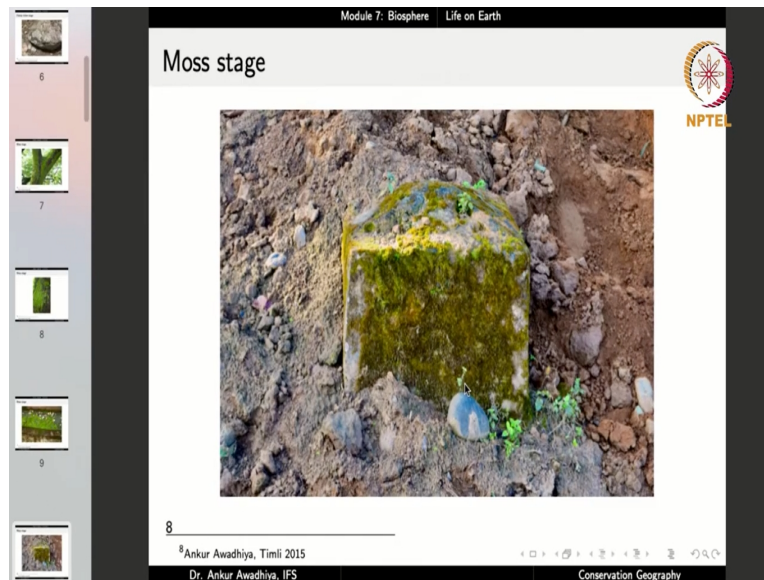 Module 7: Biosphere Life on Earth
Moss stage
NPTEL
6
7
8
9
8
8Ankur Awadhiya, Timli 2015
Dr. Ankur Awadhiya, IFS Conservation Geography